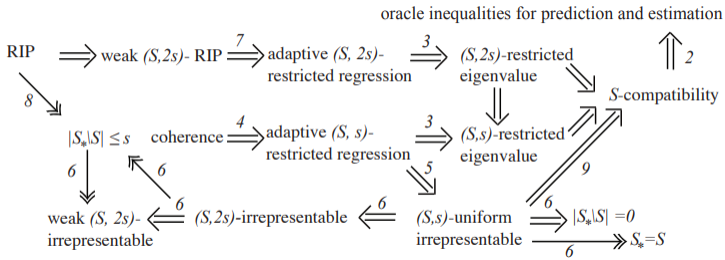 oracle inequalities for prediction and estimation
RIP
weak (S,2s)- RIP
7
adaptive (S, 2s)-
restricted regression
3
(S,2s)-restricted
eigenvalue
2
S-compatibility
8
|S*\S| ≤s
coherence
4
adaptive (S, s)-
restricted regression
3
(S,s)-restricted
eigenvalue
9
6
6
5
weak (S, 2s)-
irrepresentable
6
(S,2s)-irrepresentable
6
(S,s)-uniform
irrepresentable
6
|S*\S| =0
6
S*=S